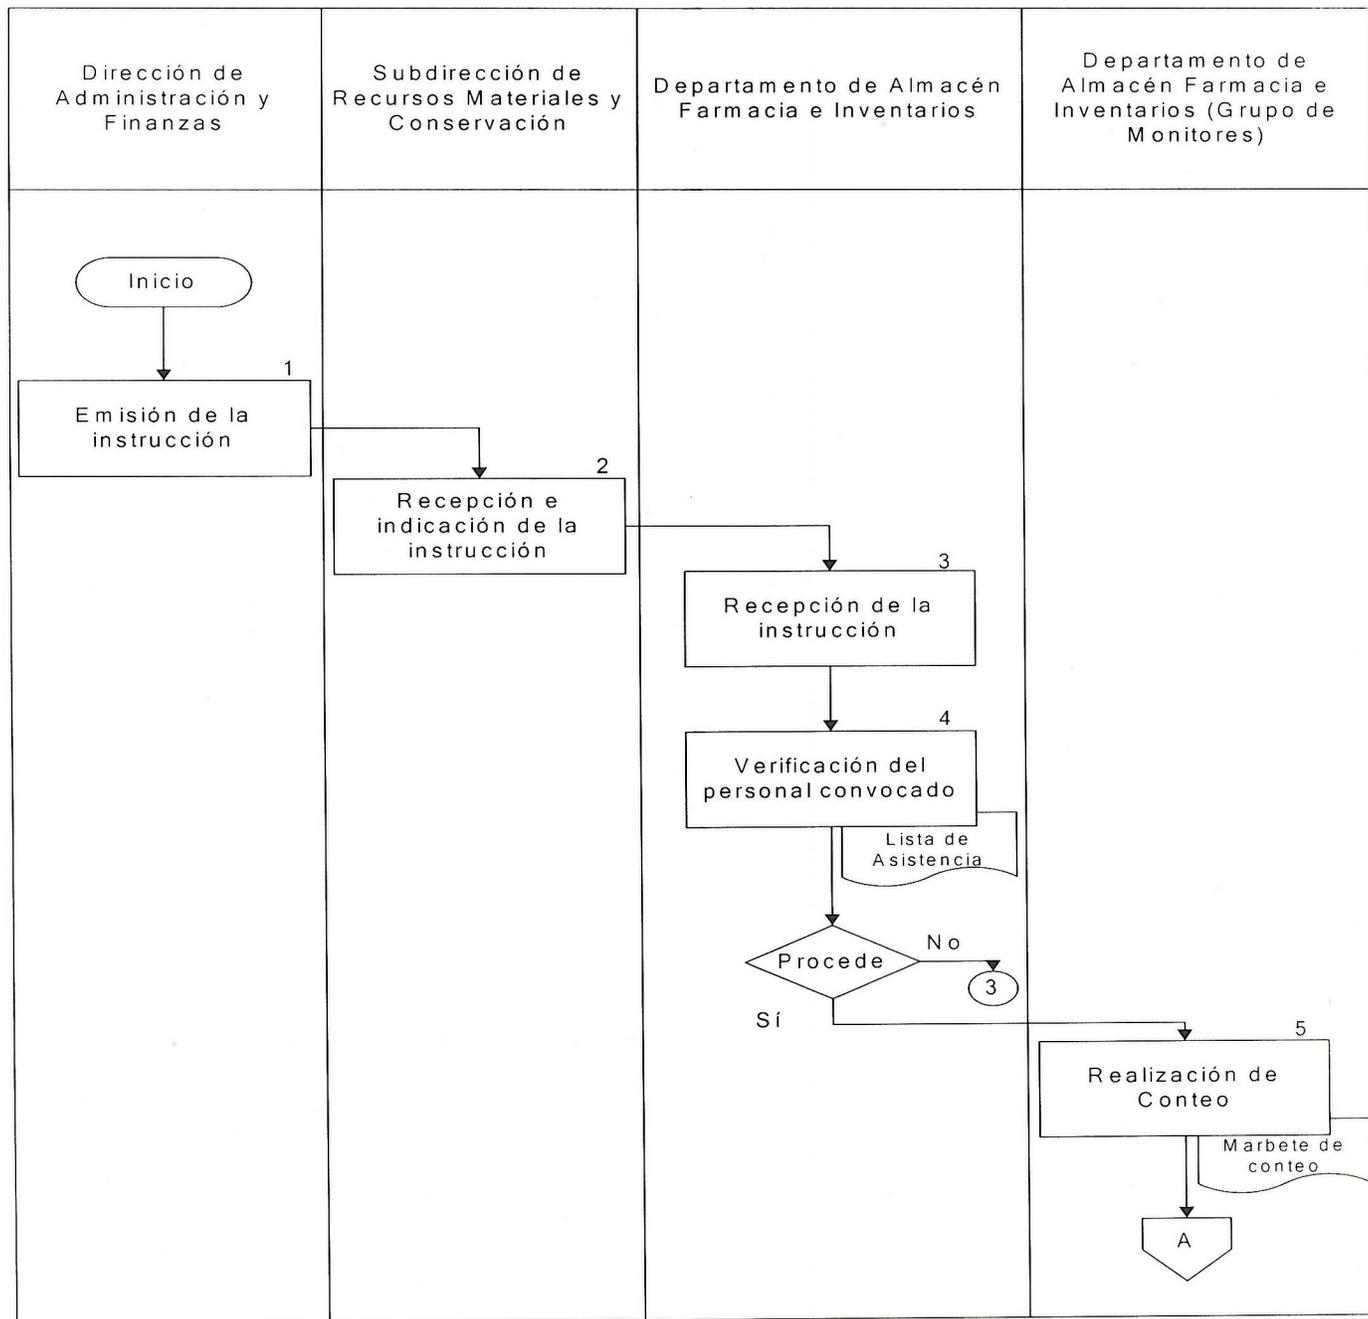 Dirección de
Administración y
Finanzas
Subdirección de
Recursos Materiales y
Conservación
Departamento de Almacén
Farmacia e Inventarios
Departamento de
Almacén Farmacia e
Inventarios (Grupo de
Monitores)
Inicio
1
Emisión de la
instrucción
2
Recepción e
indicación de la
instrucción
3
Recepción de la
instrucción
4
Verificación del
personal convocado
Lista de
Asistencia
Procede
No
3
Sí
5
Realización de
Conteo
Marbete de
conteo
A